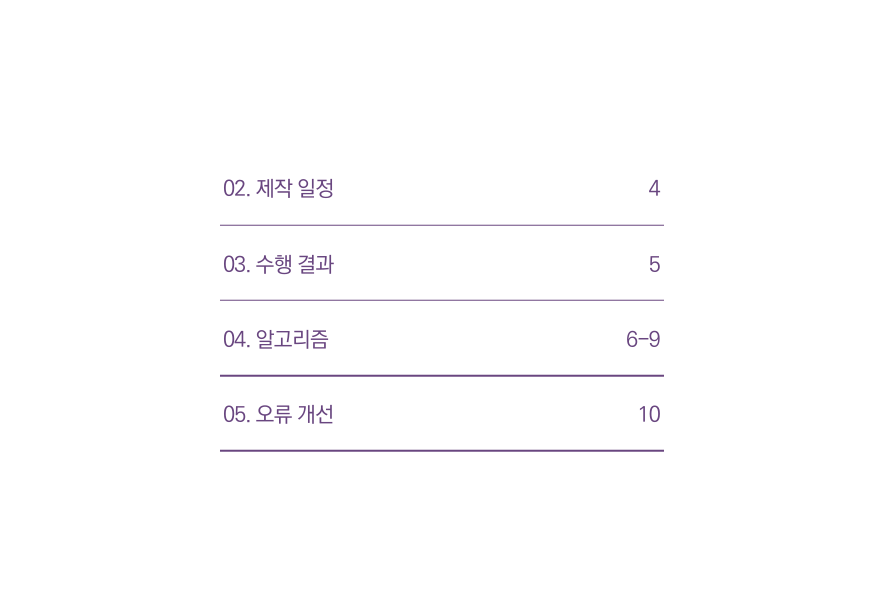 02. 제작 일정 4
03. 수행 결과 5
04. 알고리즘 6–9
05. 오류 개선 10